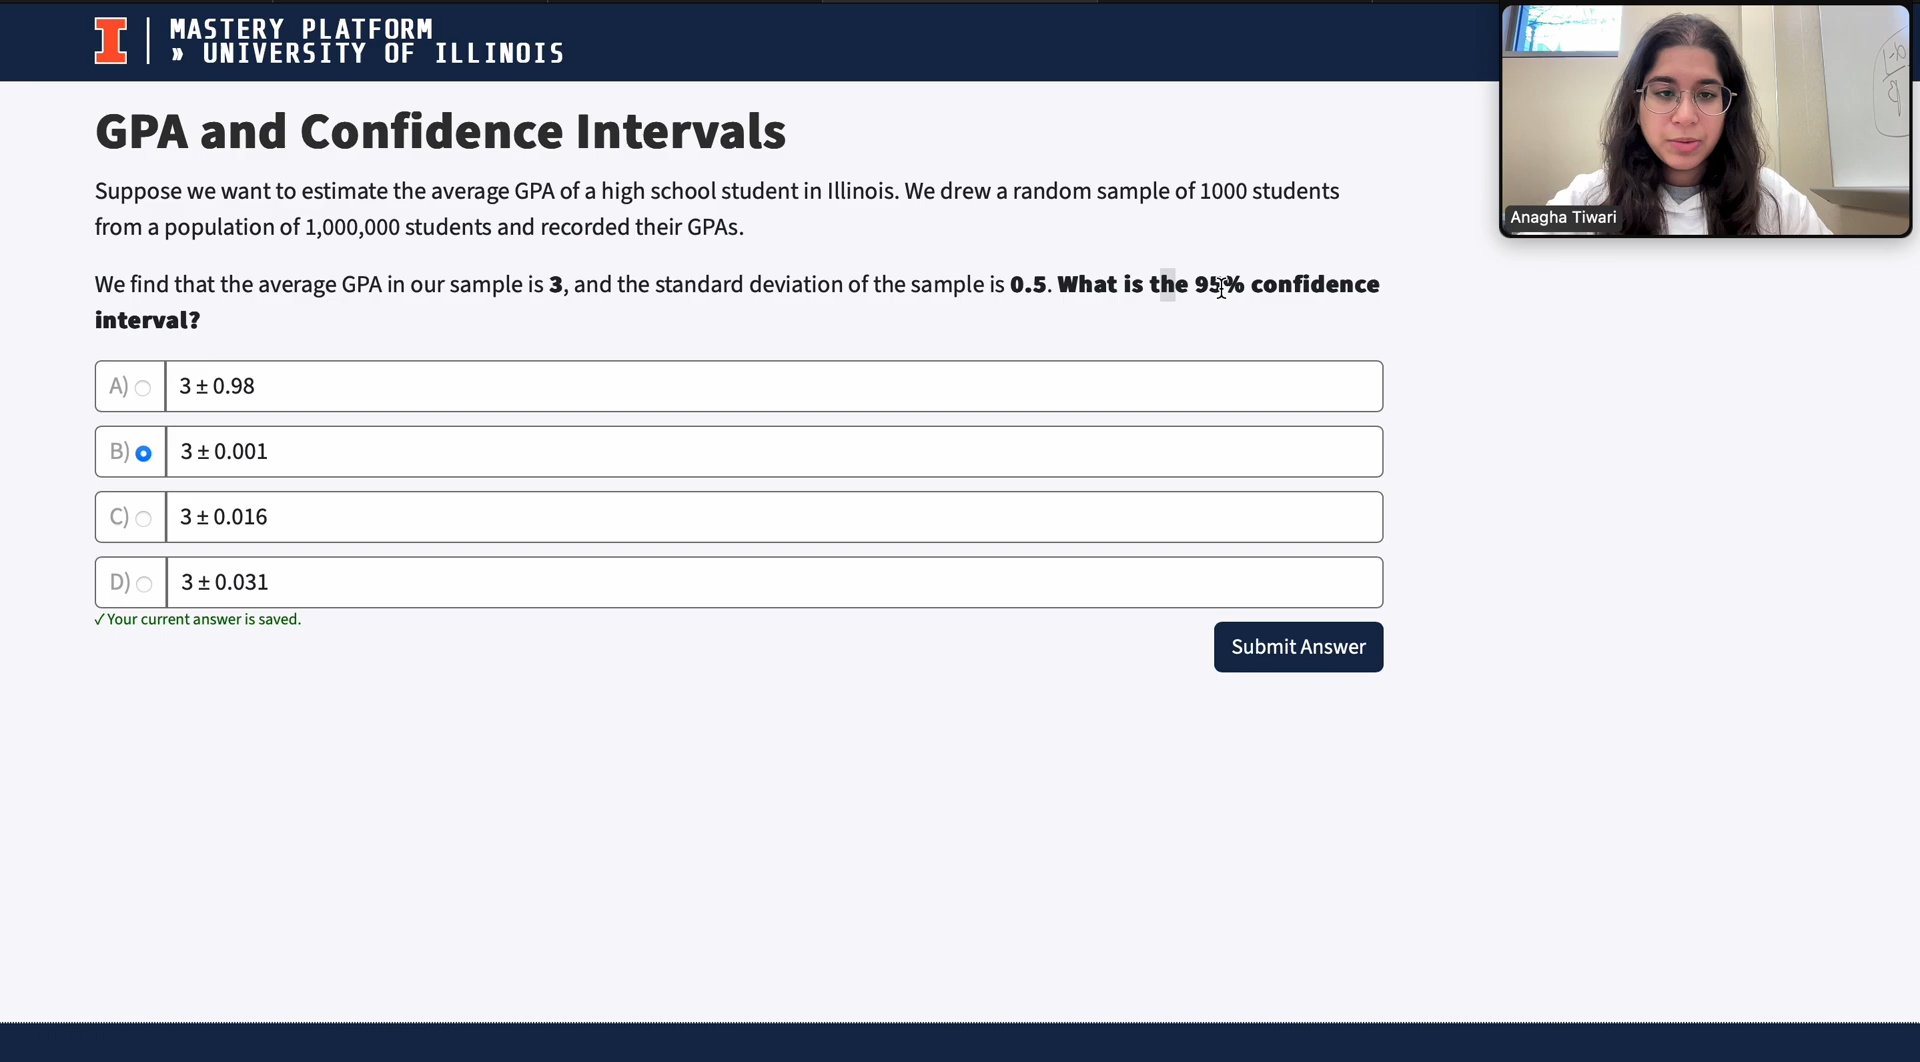 MASTERY PLATFORM
» UNIVERSITY OF ILLINOIS
Anagha Tiwari
GPA and Confidence Intervals
Suppose we want to estimate the average GPA of a high school student in Illinois. We drew a random sample of 1000 students
from a population of 1,000,000 students and recorded their GPAs.
We find that the average GPA in our sample is 3, and the standard deviation of the sample is 0.5. What is the 95% confidence
interval?
A) 3 ± 0.98
B) 3 ± 0.001
C) 3 ± 0.016
D) 3 ± 0.031
✓ Your current answer is saved.
Submit Answer